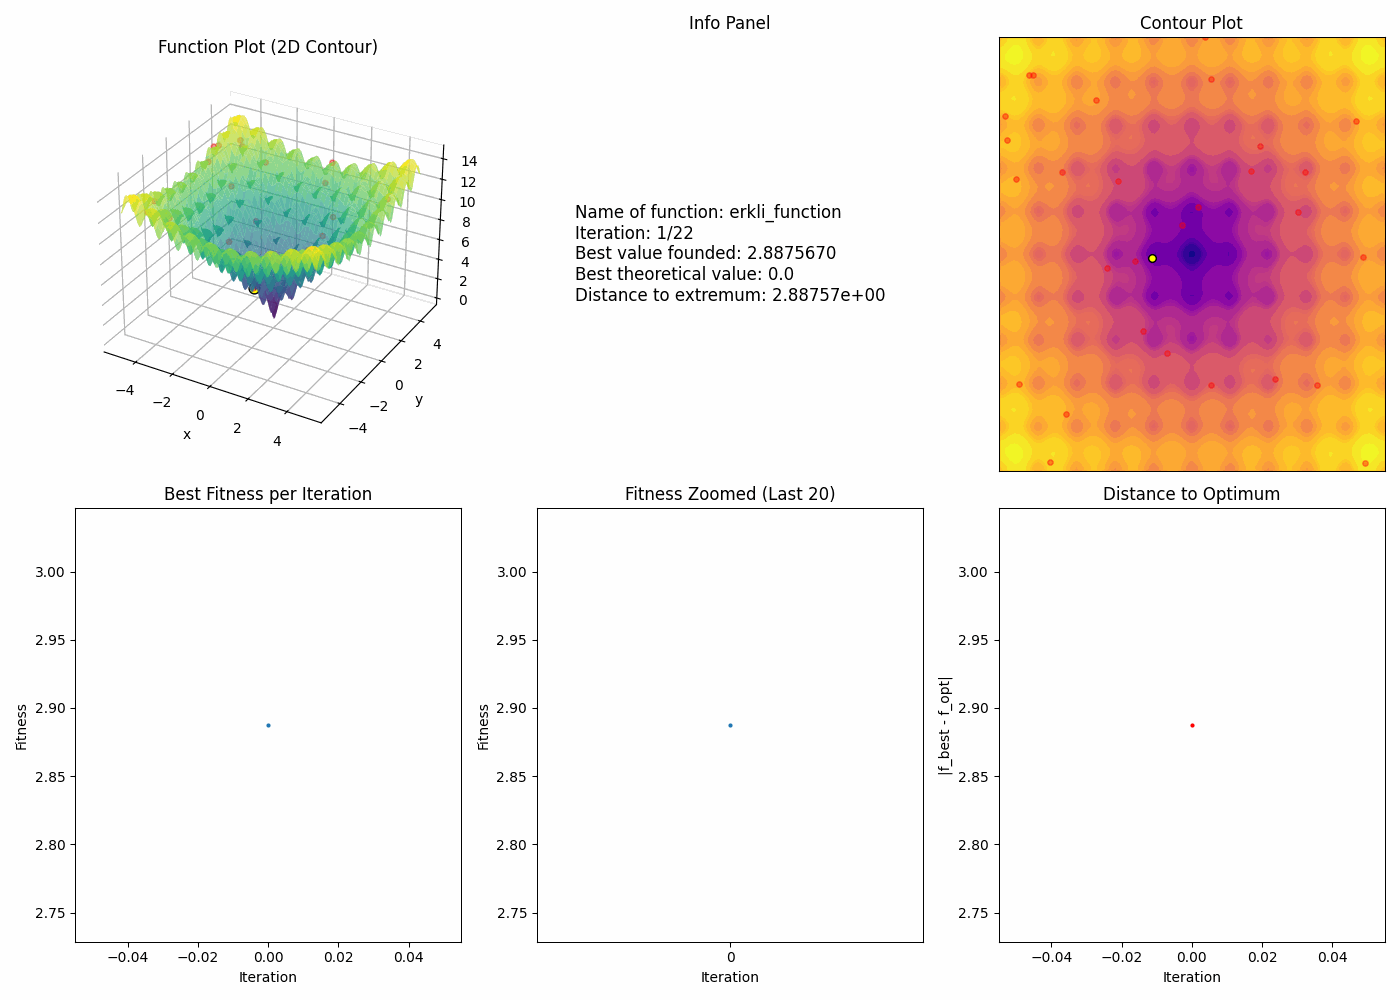 Function Plot (2D Contour)
14
12
10
8
6
4
2
0
−4
−2
0
2
4
x
−4
−2
0
2
4
y
Info Panel
Name of function: erkli_function
Iteration: 1/22
Best value founded: 2.8875670
Best theoretical value: 0.0
Distance to extremum: 2.88757e+00
Contour Plot
Best Fitness per Iteration
Fitness
3.00
2.95
2.90
2.85
2.80
2.75
−0.04 −0.02 0.00 0.02 0.04
Iteration
Fitness Zoomed (Last 20)
Fitness
3.00
2.95
2.90
2.85
2.80
2.75
0
Iteration
Distance to Optimum
|f_best - f_opt|
3.00
2.95
2.90
2.85
2.80
2.75
−0.04 −0.02 0.00 0.02 0.04
Iteration